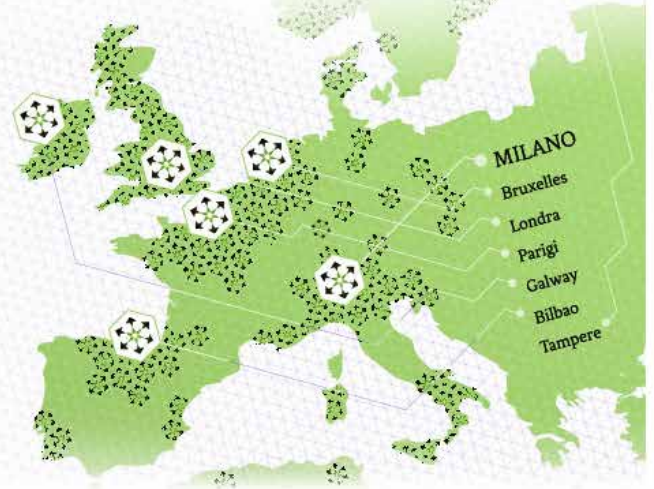 MILANO
Bruxelles
Londra
Parigi
Galway
Bilbao
Tampere